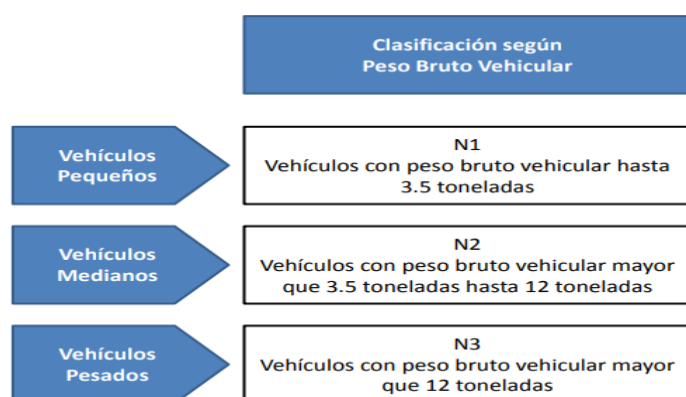 Clasificación según
Peso Bruto Vehicular
Vehículos
Pequeños
N1
Vehículos con peso bruto vehicular hasta
3.5 toneladas
Vehículos
Medianos
N2
Vehículos con peso bruto vehicular mayor
que 3.5 toneladas hasta 12 toneladas
Vehículos
Pesados
N3
Vehículos con peso bruto vehicular mayor
que 12 toneladas